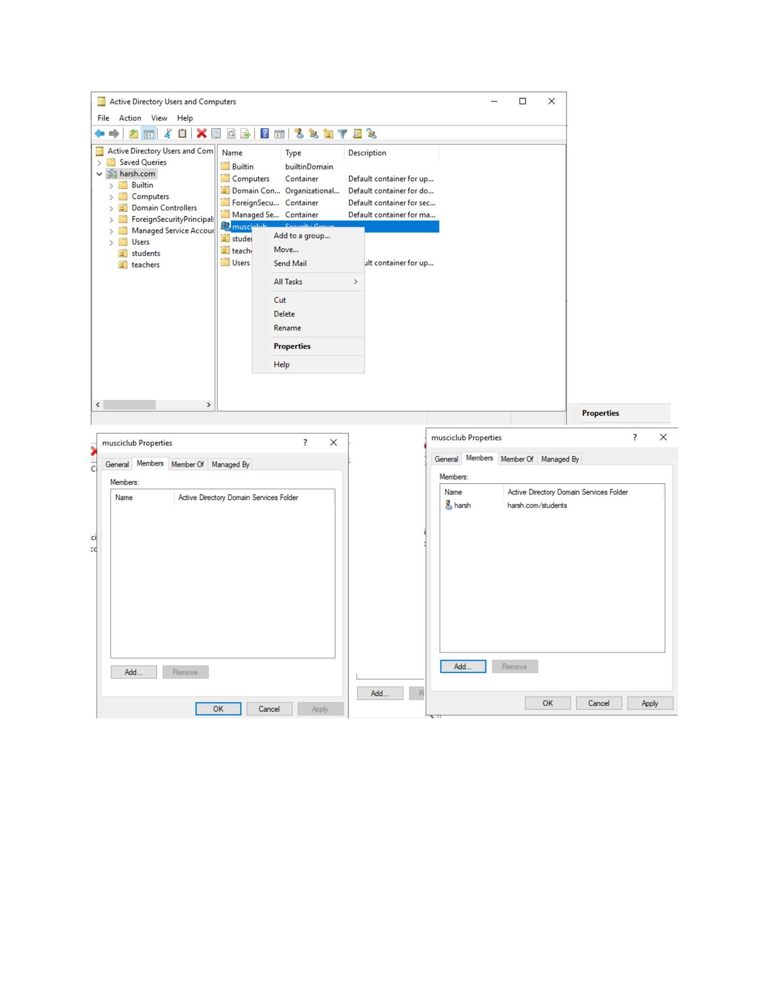 Active Directory Users and Computers
File Action View Help
Active Directory Users and Com
Saved Queries
harsh.com
Builtin
Computers
Domain Controllers
ForeignSecurityPrincipals
Managed Service Accour
Users
students
teachers
Name Type Description
Builtin builtinDomain
Computers Container Default container for up...
Domain Con... Organizational... Default container for do...
ForeignSecu... Container Default container for sec...
Managed Se... Container Default container for ma...
musciclub Security Group
studer
teache
Users ult container for up...
Add to a group...
Move...
Send Mail
All Tasks
Cut
Delete
Rename
Properties
Help
Properties
musciclub Properties ?
General Members Member Of Managed By
Members:
Name Active Directory Domain Services Folder
Add... Remove
OK Cancel Apply
Add... R
musciclub Properties ?
General Members Member Of Managed By
Members:
Name Active Directory Domain Services Folder
harsh harsh.com/students
Add... Remove
OK Cancel Apply